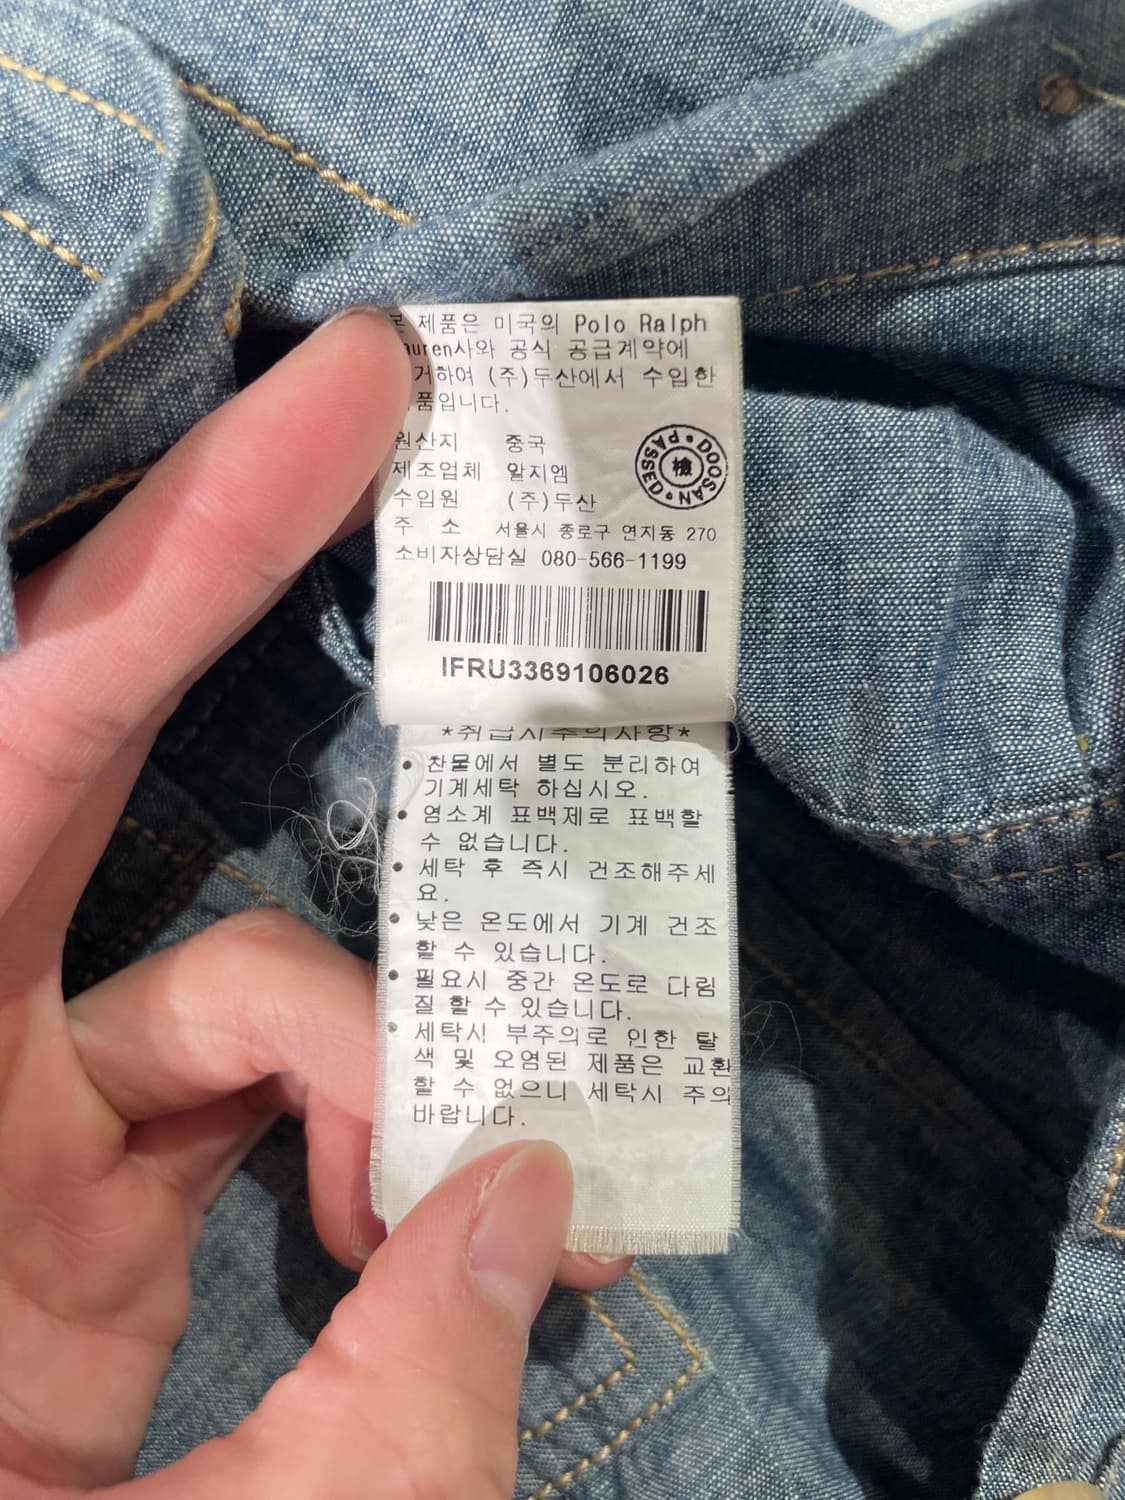 제품은 미국의 Polo Ralph
auren사와 공식 공급계약에
거하여 (주)두산에서 수입한
품입니다.
원산지 중국
제조업체 알지엠
수입원 (주)두산
주 소 서울시 종로구 연지동 270
소비자상담실 080-566-1199
DOOSAN PASSED
檢
IFRU3369106026
*취급시주의사항*
• 찬물에서 별도 분리하여
기계세탁 하십시오.
• 염소계 표백제로 표백할
수 없습니다.
• 세탁 후 즉시 건조해주세
요.
• 낮은 온도에서 기계 건조
할 수 있습니다.
• 필요시 중간 온도로 다림
질 할 수 있습니다.
• 세탁시 부주의로 인한 탈
색 및 오염된 제품은 교환
할 수 없으니 세탁시 주의
바랍니다.